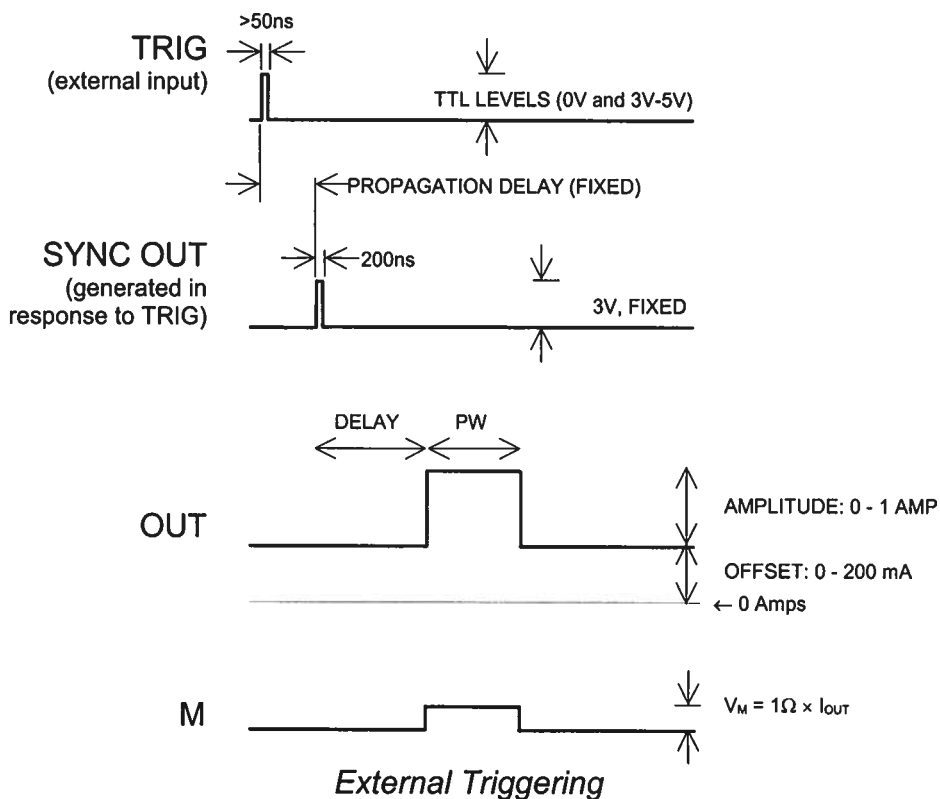 >50ns
TRIG
(external input)
TTL LEVELS (0V and 3V-5V)
PROPAGATION DELAY (FIXED)
SYNC OUT
(generated in
response to TRIG)
200ns
3V, FIXED
DELAY
PW
OUT
AMPLITUDE: 0 - 1 AMP
OFFSET: 0 - 200 mA
← 0 Amps
M
VM = 1Ω × IOUT
External Triggering